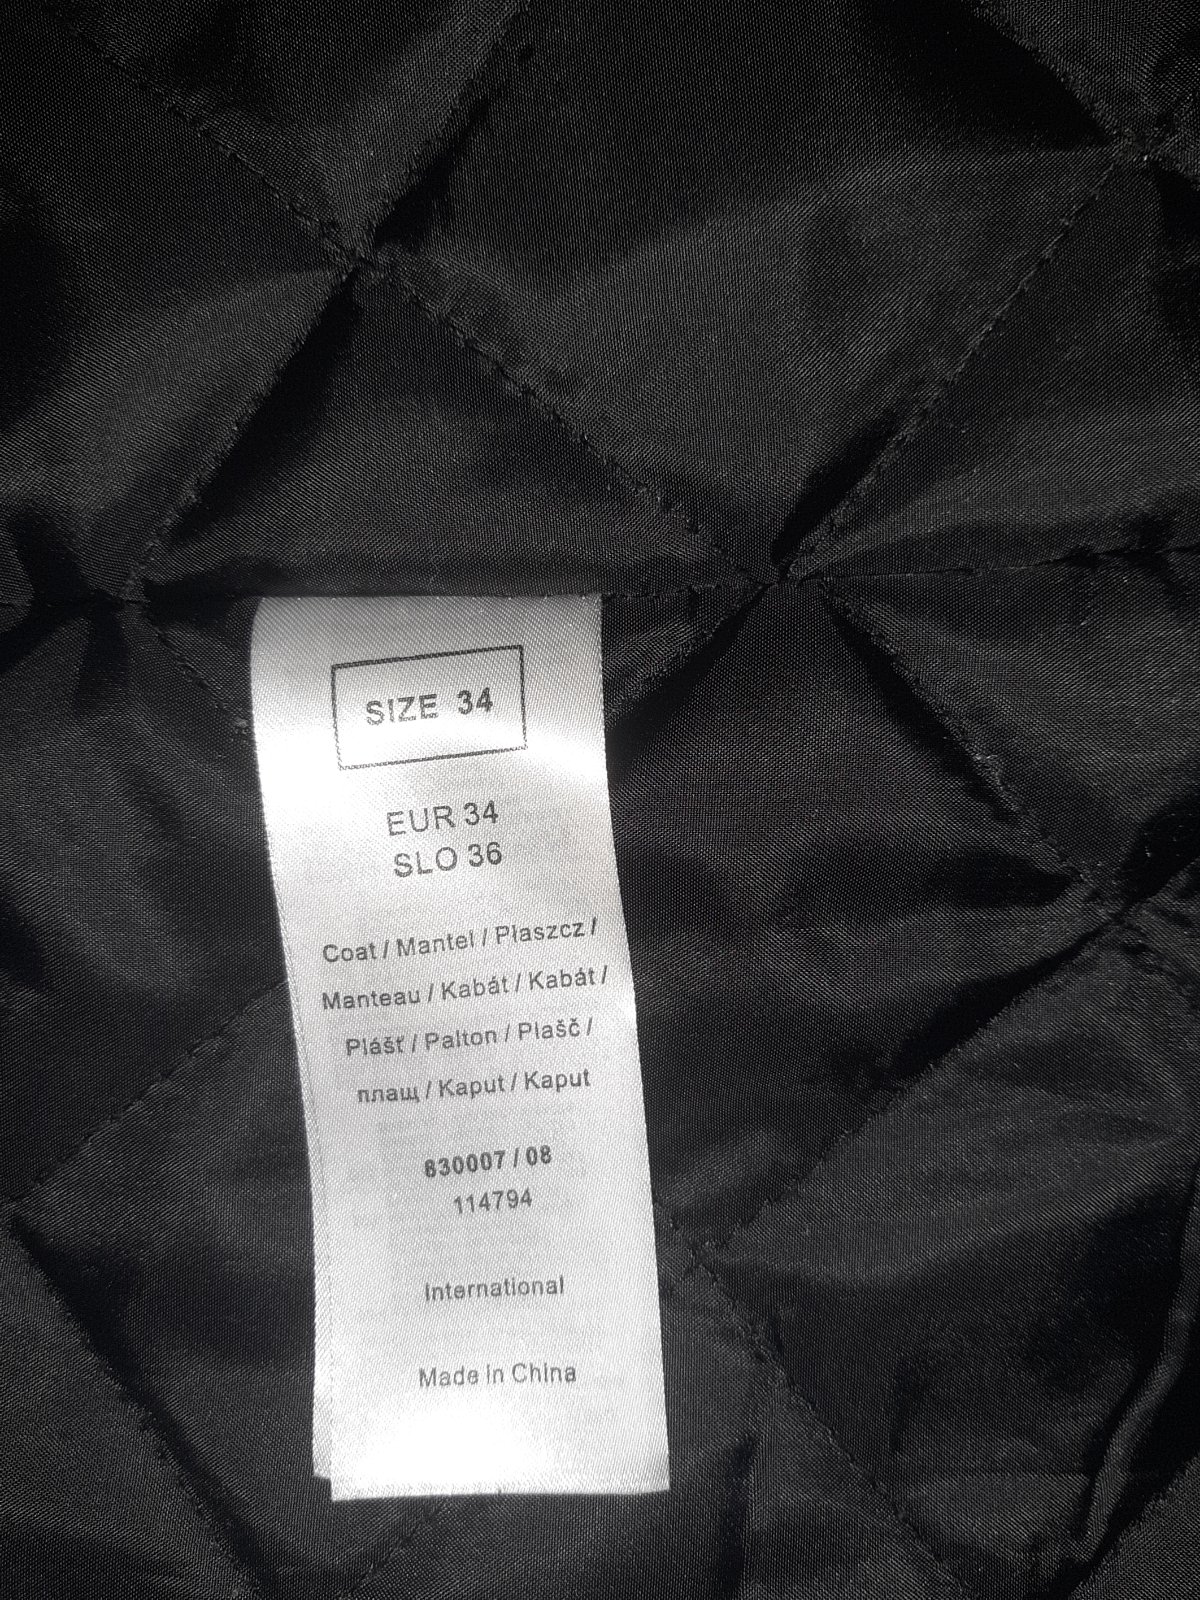 SIZE 34
EUR 34
SLO 36
Coat / Mantel / Płaszcz /
Manteau / Kabát / Kabát /
Plášť / Palton / Plašč /
плащ / Kaput / Kaput
830007 / 08
114794
International
Made in China